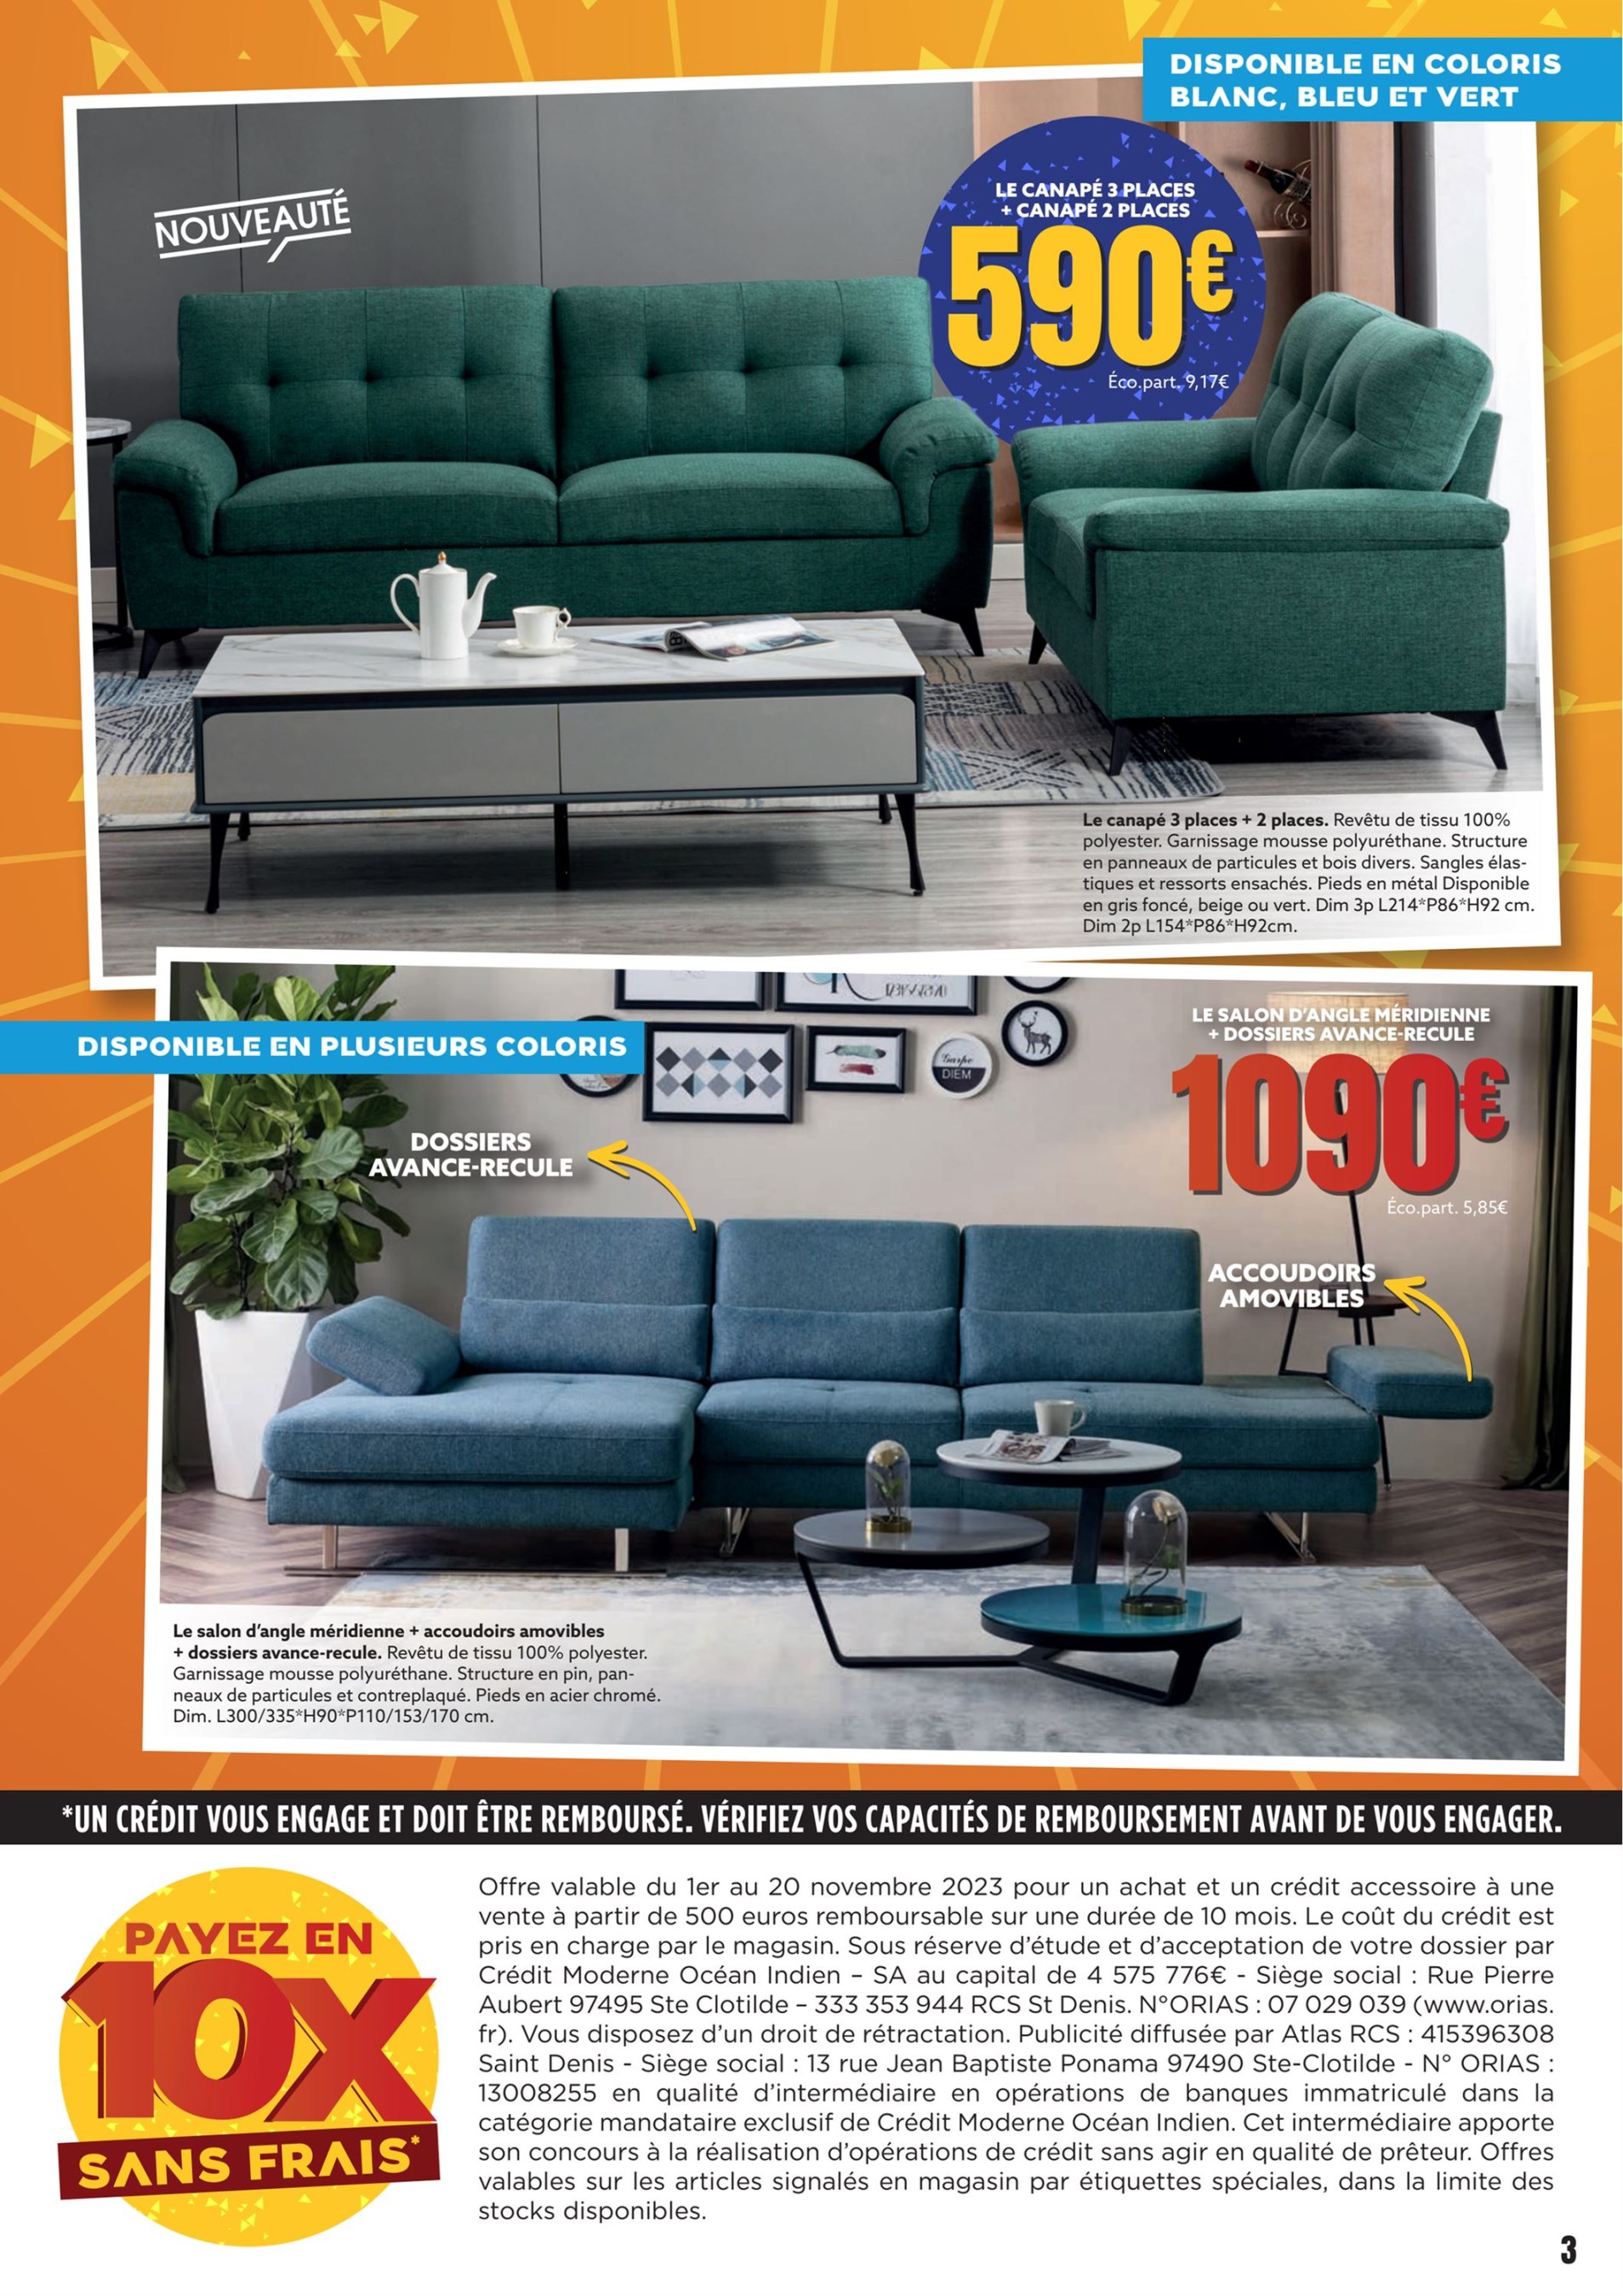 DISPONIBLE EN COLORIS
BLANC, BLEU ET VERT
NOUVEAUTÉ
LE CANAPÉ 3 PLACES
+ CANAPÉ 2 PLACES
590€
Éco.part. 9,17€
Le canapé 3 places + 2 places. Revêtu de tissu 100%
polyester. Garnissage mousse polyuréthane. Structure
en panneaux de particules et bois divers. Sangles élas-
tiques et ressorts ensachés. Pieds en métal Disponible
en gris foncé, beige ou vert. Dim 3p L214*P86*H92 cm.
Dim 2p L154*P86*H92cm.
DISPONIBLE EN PLUSIEURS COLORIS
LE SALON D'ANGLE MÉRIDIENNE
+ DOSSIERS AVANCE-RECULE
1090€
Éco.part. 5,85€
Carpe
DIEM
DOSSIERS
AVANCE-RECULE
ACCOUDOIRS
AMOVIBLES
Le salon d'angle méridienne + accoudoirs amovibles
+ dossiers avance-recule. Revêtu de tissu 100% polyester.
Garnissage mousse polyuréthane. Structure en pin, pan-
neaux de particules et contreplaqué. Pieds en acier chromé.
Dim. L300/335*H90*P110/153/170 cm.
*UN CRÉDIT VOUS ENGAGE ET DOIT ÊTRE REMBOURSÉ. VÉRIFIEZ VOS CAPACITÉS DE REMBOURSEMENT AVANT DE VOUS ENGAGER.
PAYEZ EN
10X
SANS FRAIS*
Offre valable du 1er au 20 novembre 2023 pour un achat et un crédit accessoire à une
vente à partir de 500 euros remboursable sur une durée de 10 mois. Le coût du crédit est
pris en charge par le magasin. Sous réserve d'étude et d'acceptation de votre dossier par
Crédit Moderne Océan Indien – SA au capital de 4 575 776€ - Siège social : Rue Pierre
Aubert 97495 Ste Clotilde – 333 353 944 RCS St Denis. N°ORIAS : 07 029 039 (www.orias.
fr). Vous disposez d'un droit de rétractation. Publicité diffusée par Atlas RCS : 415396308
Saint Denis - Siège social : 13 rue Jean Baptiste Ponama 97490 Ste-Clotilde - N° ORIAS :
13008255 en qualité d'intermédiaire en opérations de banques immatriculé dans la
catégorie mandataire exclusif de Crédit Moderne Océan Indien. Cet intermédiaire apporte
son concours à la réalisation d'opérations de crédit sans agir en qualité de prêteur. Offres
valables sur les articles signalés en magasin par étiquettes spéciales, dans la limite des
stocks disponibles.
3